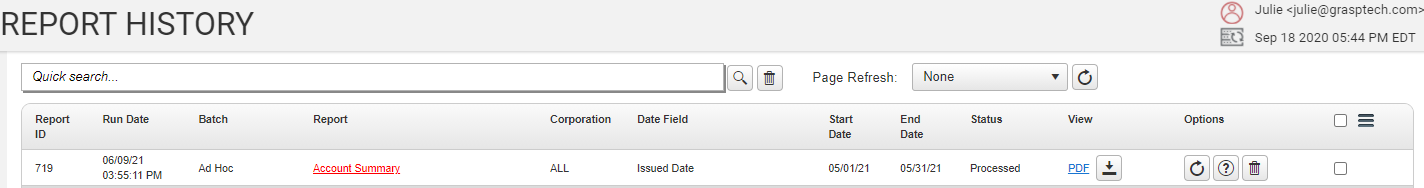 REPORT HISTORY
Julie <julie@grasptech.com>
Sep 18 2020 05:44 PM EDT
Quick search...
Page Refresh:
None
Report ID
Run Date
Batch
Report
Corporation
Date Field
Start Date
End Date
Status
View
Options
719
06/09/21 03:55:11 PM
Ad Hoc
Account Summary
ALL
Issued Date
05/01/21
05/31/21
Processed
PDF